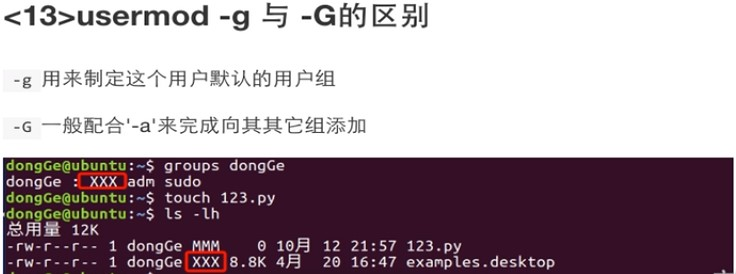 <13>usermod -g 与 -G的区别
-g 用来制定这个用户默认的用户组
-G 一般配合'-a'来完成向其其它组添加
dongGe@ubuntu:~$ groups dongGe
dongGe : XXX adm sudo
dongGe@ubuntu:~$ touch 123.py
dongGe@ubuntu:~$ ls -lh
总用量 12K
-rw-r--r-- 1 dongGe MMM 0 10月 12 21:57 123.py
-rw-r--r-- 1 dongGe XXX 8.8K 4月 20 16:47 examples.desktop